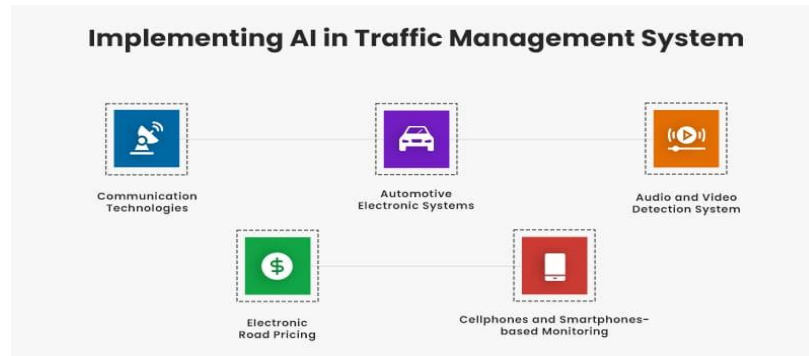 Implementing AI in Traffic Management System
Communication
Technologies
Automotive
Electronic Systems
Audio and Video
Detection System
Electronic
Road Pricing
Cellphones and Smartphones-
based Monitoring